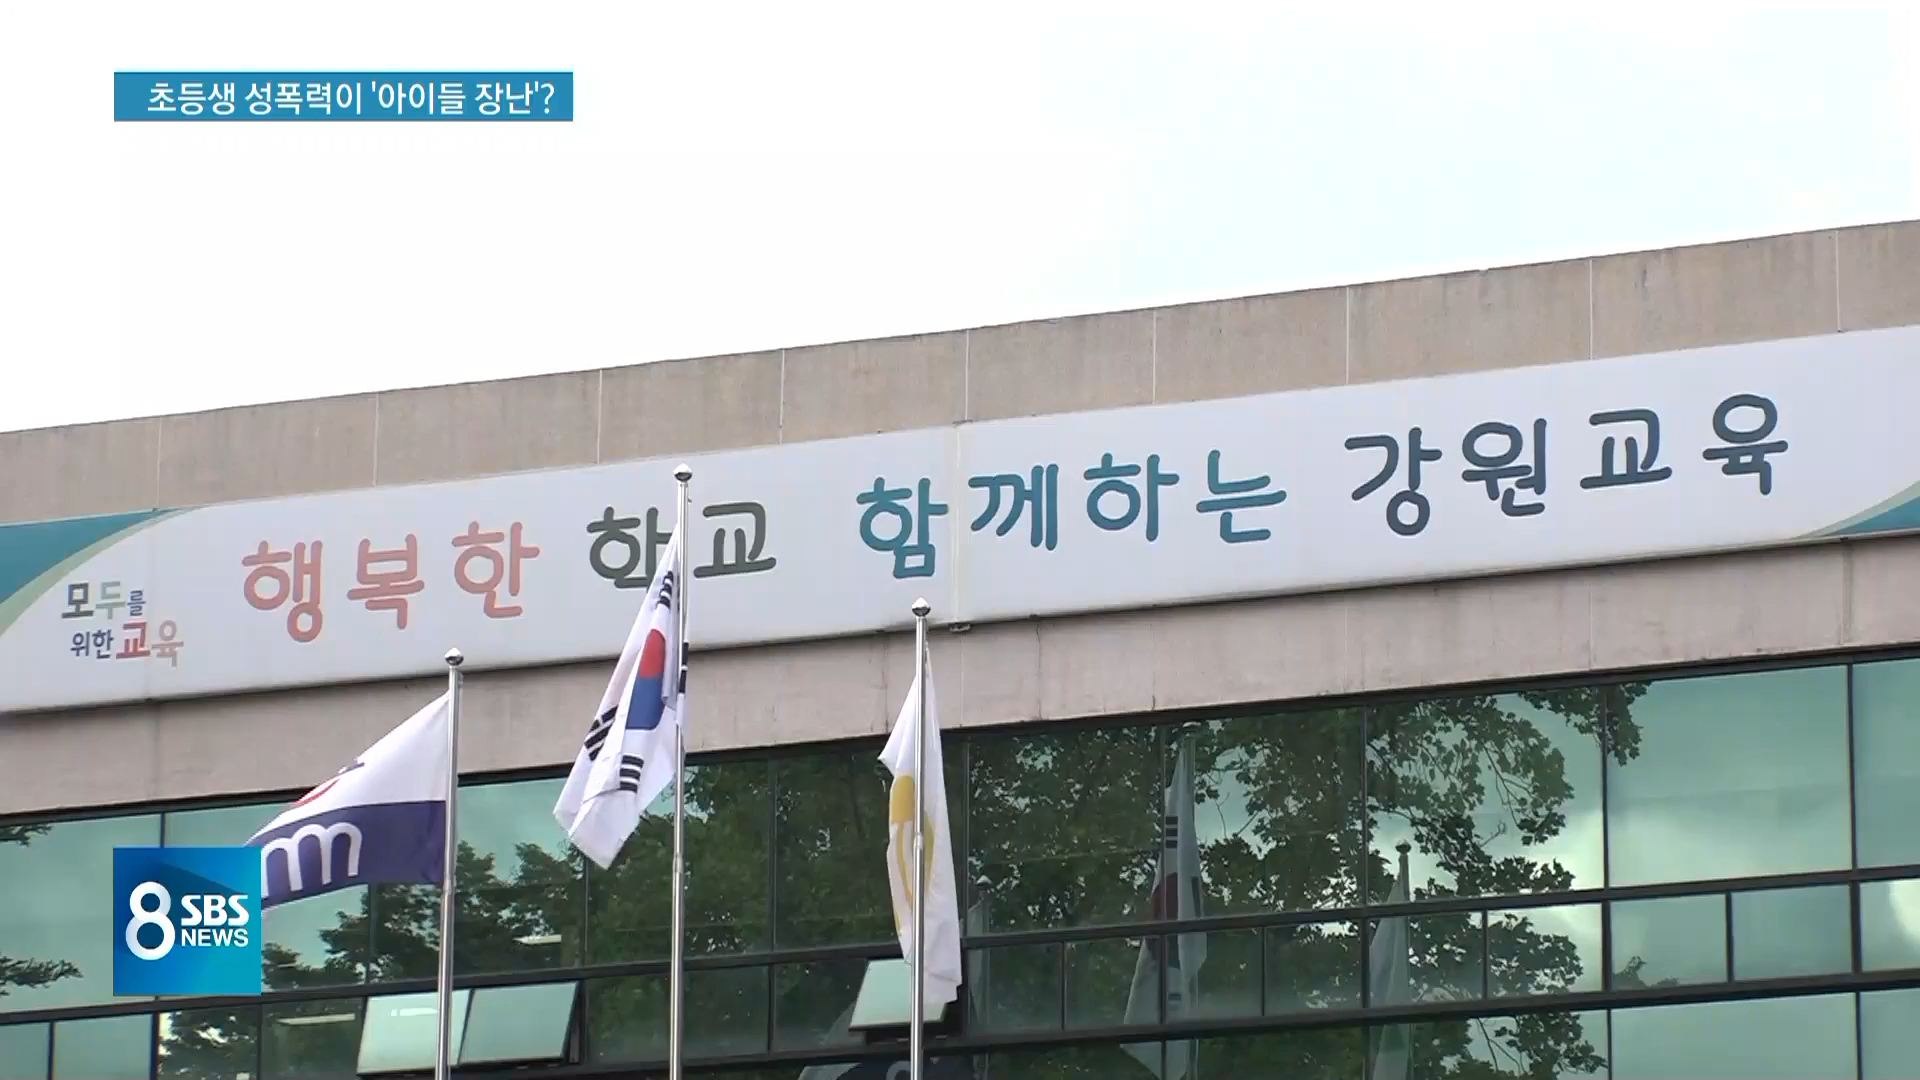 초등생 성폭력이 '아이들 장난'?
모두를
위한 교육
행복한 학교 함께하는 강원교육
8 SBS
NEWS